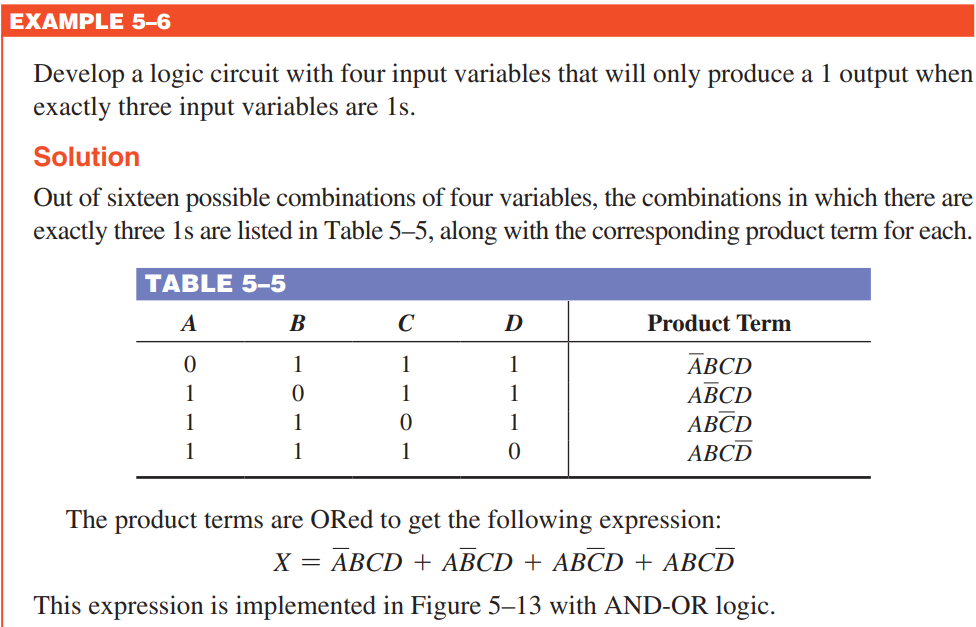 EXAMPLE 5–6
Develop a logic circuit with four input variables that will only produce a 1 output when
exactly three input variables are 1s.
Solution
Out of sixteen possible combinations of four variables, the combinations in which there are
exactly three 1s are listed in Table 5–5, along with the corresponding product term for each.
TABLE 5–5
A B C D Product Term
0 1 1 1 A̅BCD
1 0 1 1 AB̅CD
1 1 0 1 ABC̅D
1 1 1 0 ABCD̅
The product terms are ORed to get the following expression:
X = A̅BCD + AB̅CD + ABC̅D + ABCD̅
This expression is implemented in Figure 5–13 with AND-OR logic.